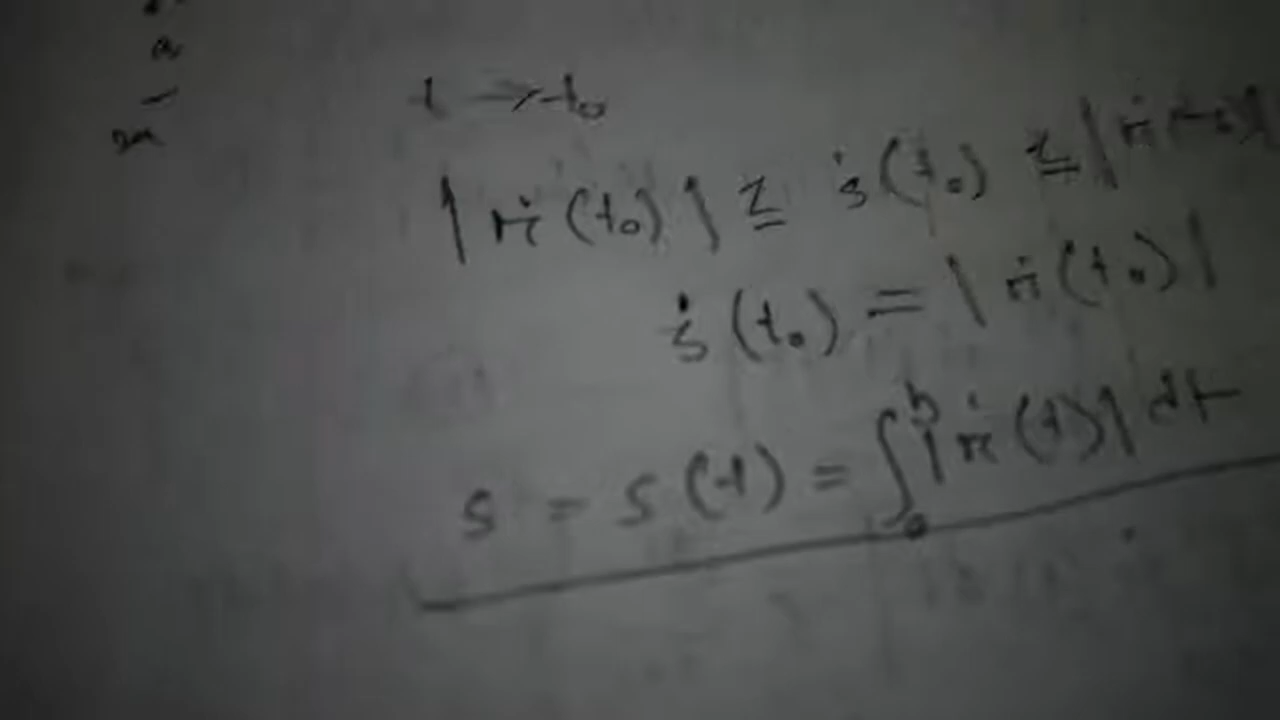 t → t₀
| ṙ(t₀) | ≤ ṡ(t₀) ≤ | ṙ(t₀) |
ṡ(t₀) = | ṙ(t₀) |
s = s(t) = ∫ₐᵇ | ṙ(t) | dt